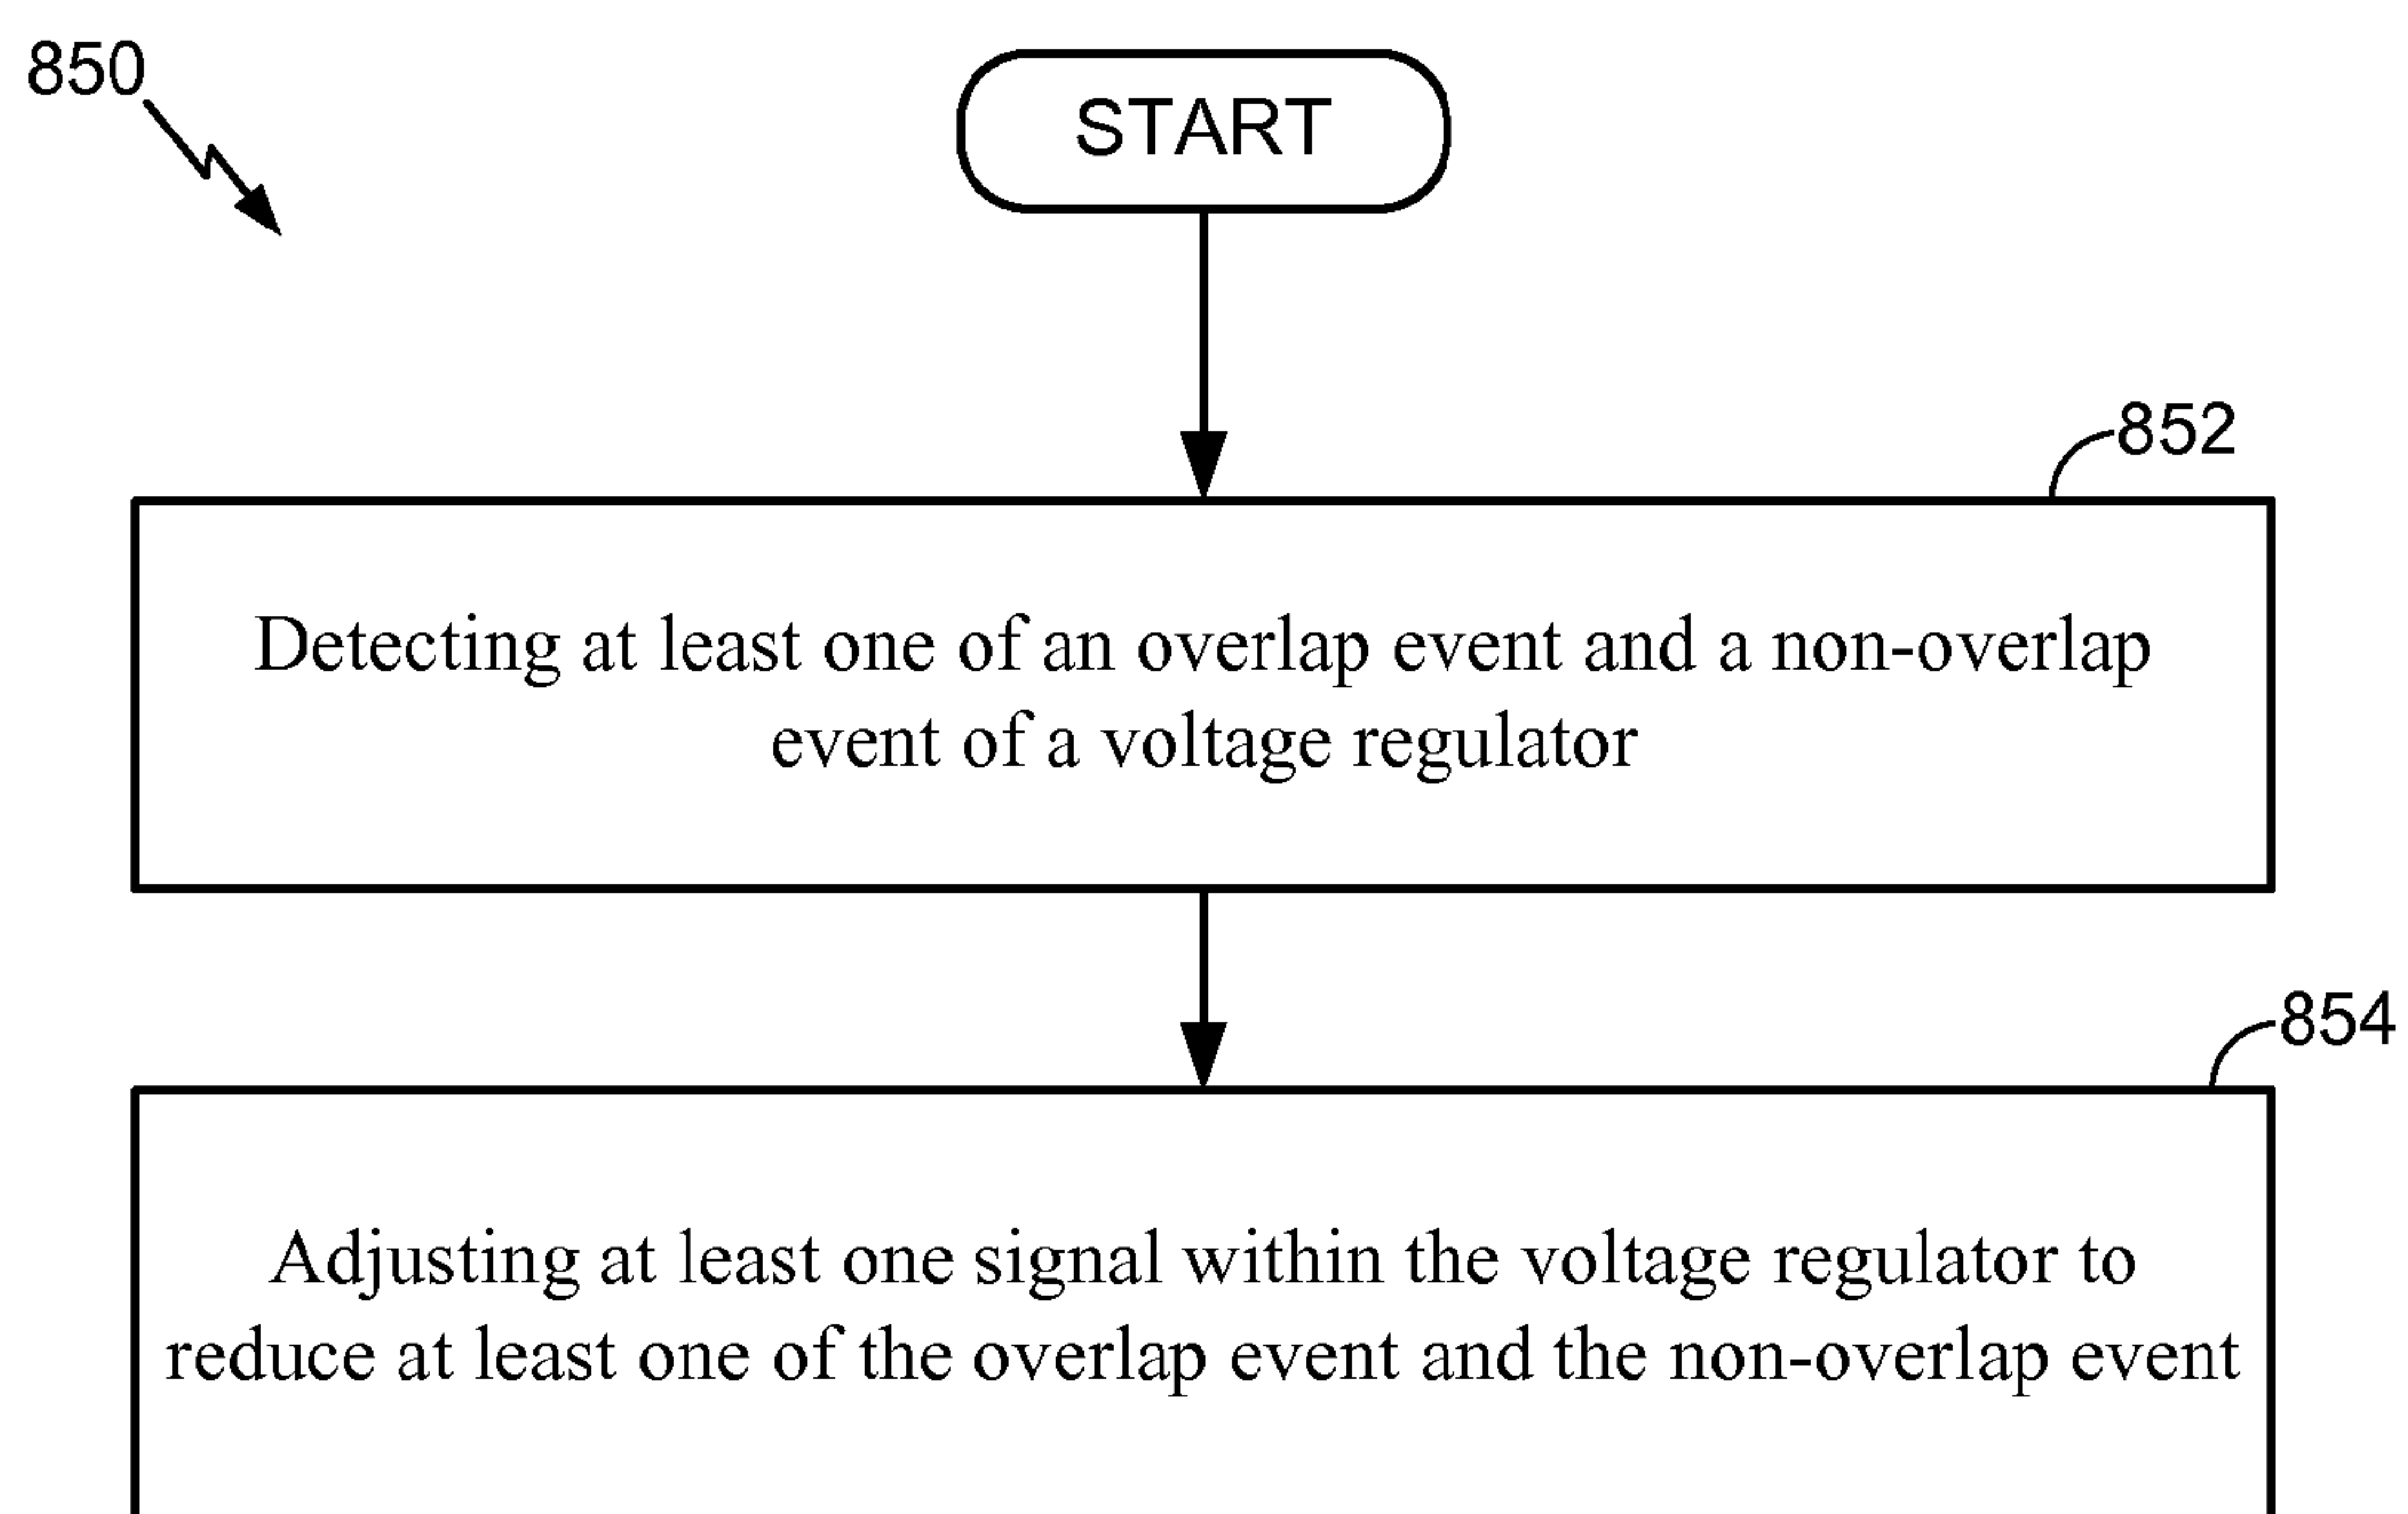 850
START
852
Detecting at least one of an overlap event and a non-overlap
event of a voltage regulator
854
Adjusting at least one signal within the voltage regulator to
reduce at least one of the overlap event and the non-overlap event